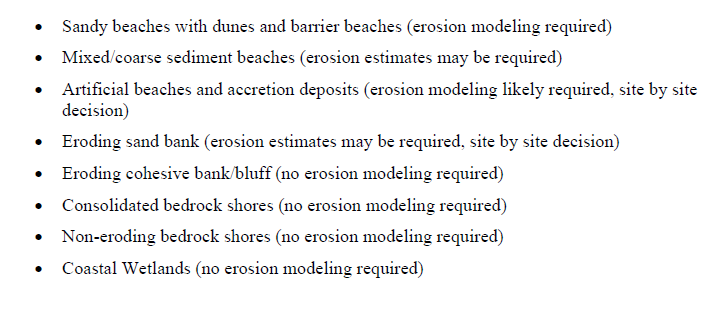 • Sandy beaches with dunes and barrier beaches (erosion modeling required)
• Mixed/coarse sediment beaches (erosion estimates may be required)
• Artificial beaches and accretion deposits (erosion modeling likely required, site by site
decision)
• Eroding sand bank (erosion estimates may be required, site by site decision)
• Eroding cohesive bank/bluff (no erosion modeling required)
• Consolidated bedrock shores (no erosion modeling required)
• Non-eroding bedrock shores (no erosion modeling required)
• Coastal Wetlands (no erosion modeling required)